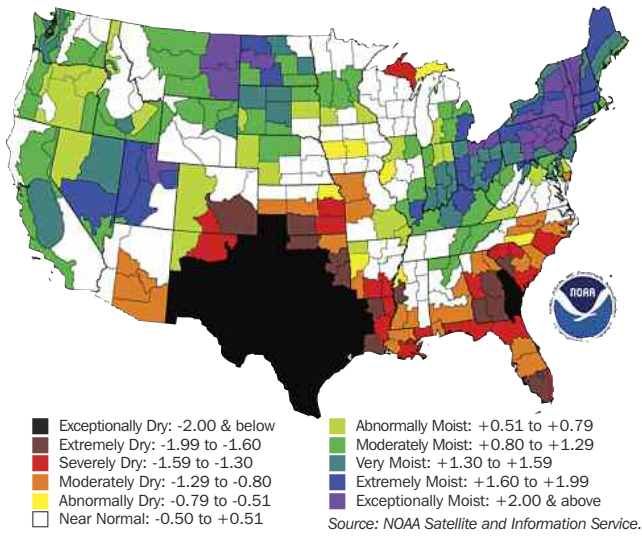 NOAA
Exceptionally Dry: -2.00 & below
Extremely Dry: -1.99 to -1.60
Severely Dry: -1.59 to -1.30
Moderately Dry: -1.29 to -0.80
Abnormally Dry: -0.79 to -0.51
Near Normal: -0.50 to +0.51
Abnormally Moist: +0.51 to +0.79
Moderately Moist: +0.80 to +1.29
Very Moist: +1.30 to +1.59
Extremely Moist: +1.60 to +1.99
Exceptionally Moist: +2.00 & above
Source: NOAA Satellite and Information Service.